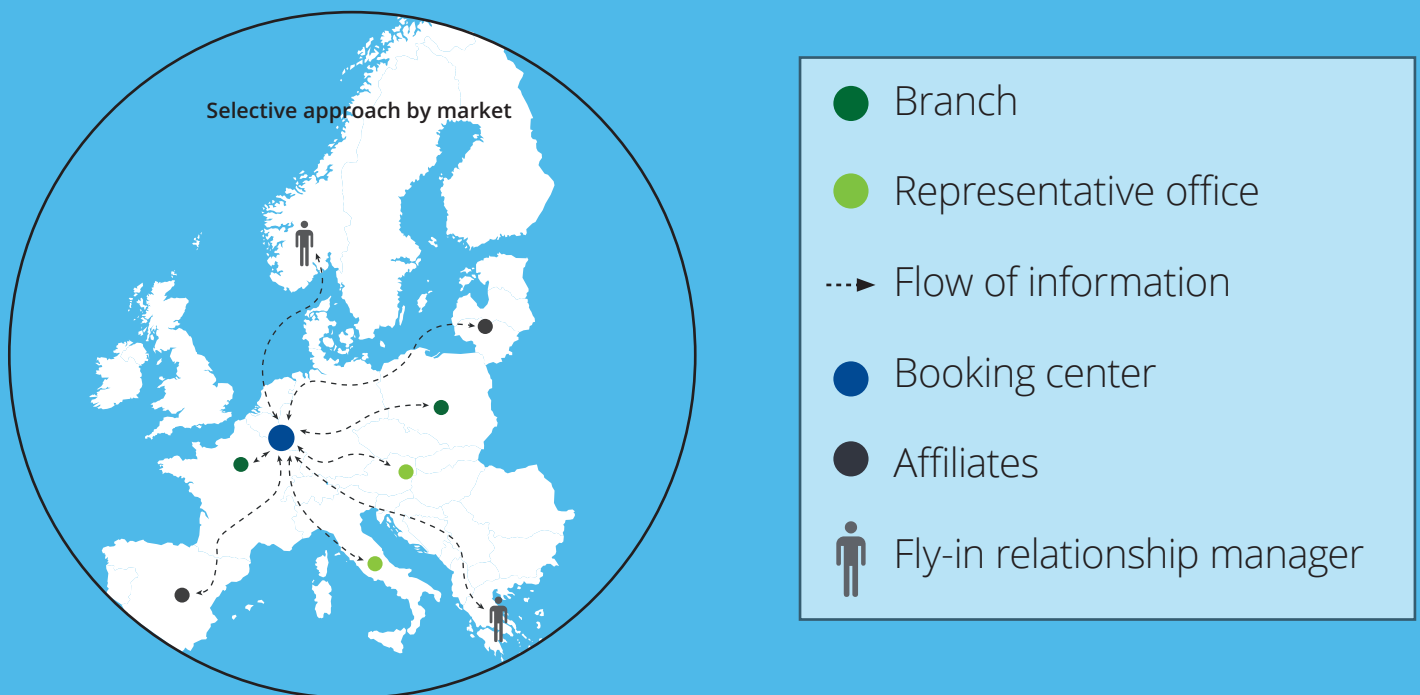 Selective approach by market
Branch
Representative office
Flow of information
Booking center
Affiliates
Fly-in relationship manager